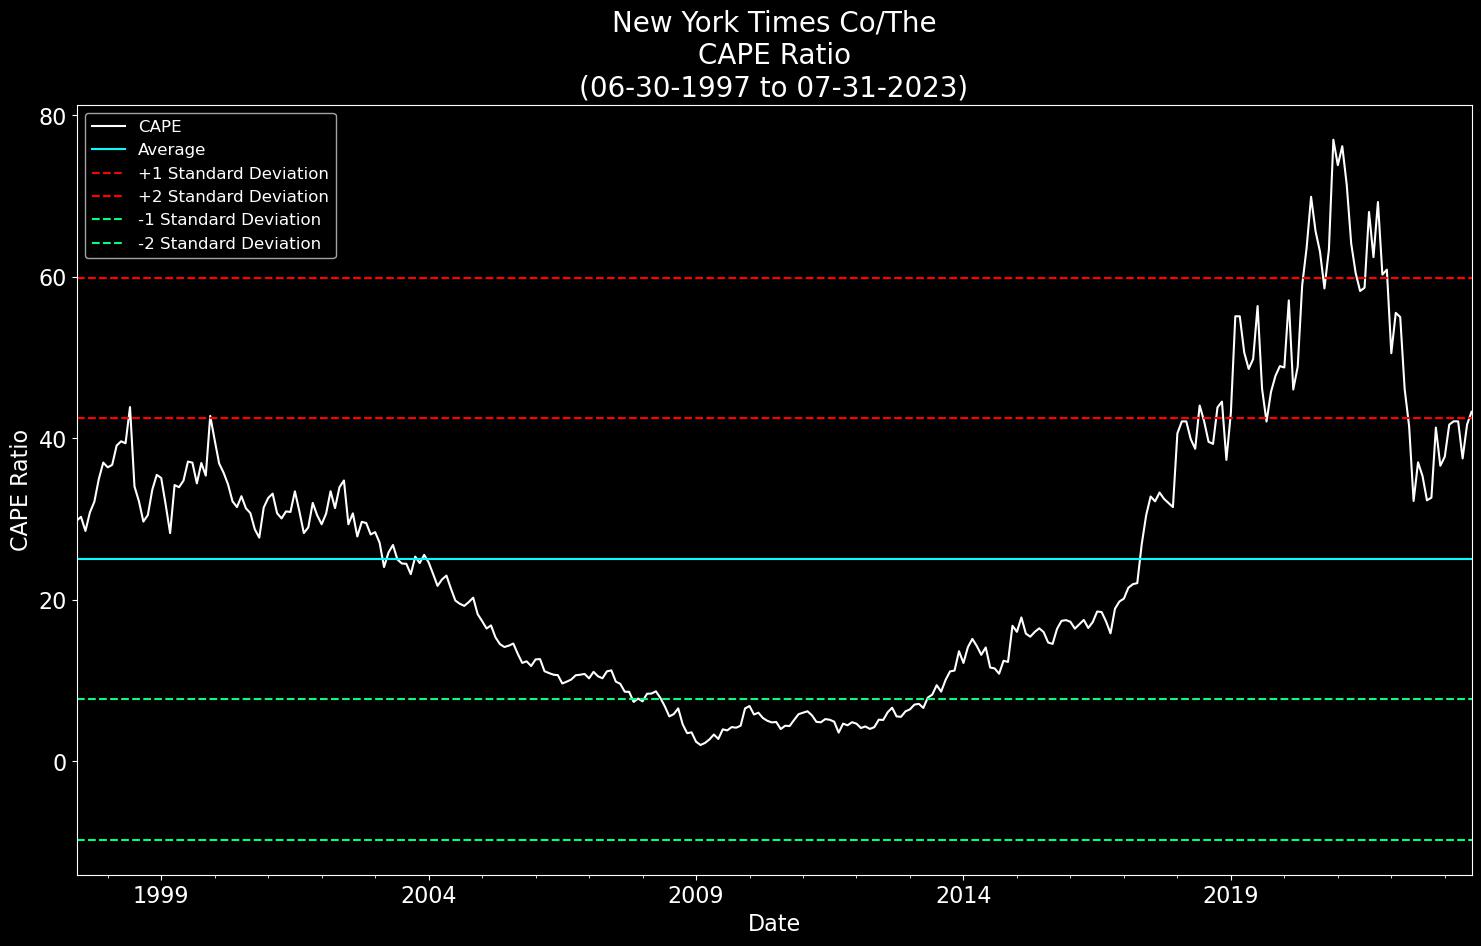 New York Times Co/The
CAPE Ratio
(06-30-1997 to 07-31-2023)
CAPE
Average
+1 Standard Deviation
+2 Standard Deviation
-1 Standard Deviation
-2 Standard Deviation
80
60
40
20
0
CAPE Ratio
1999 2004 2009 2014 2019
Date